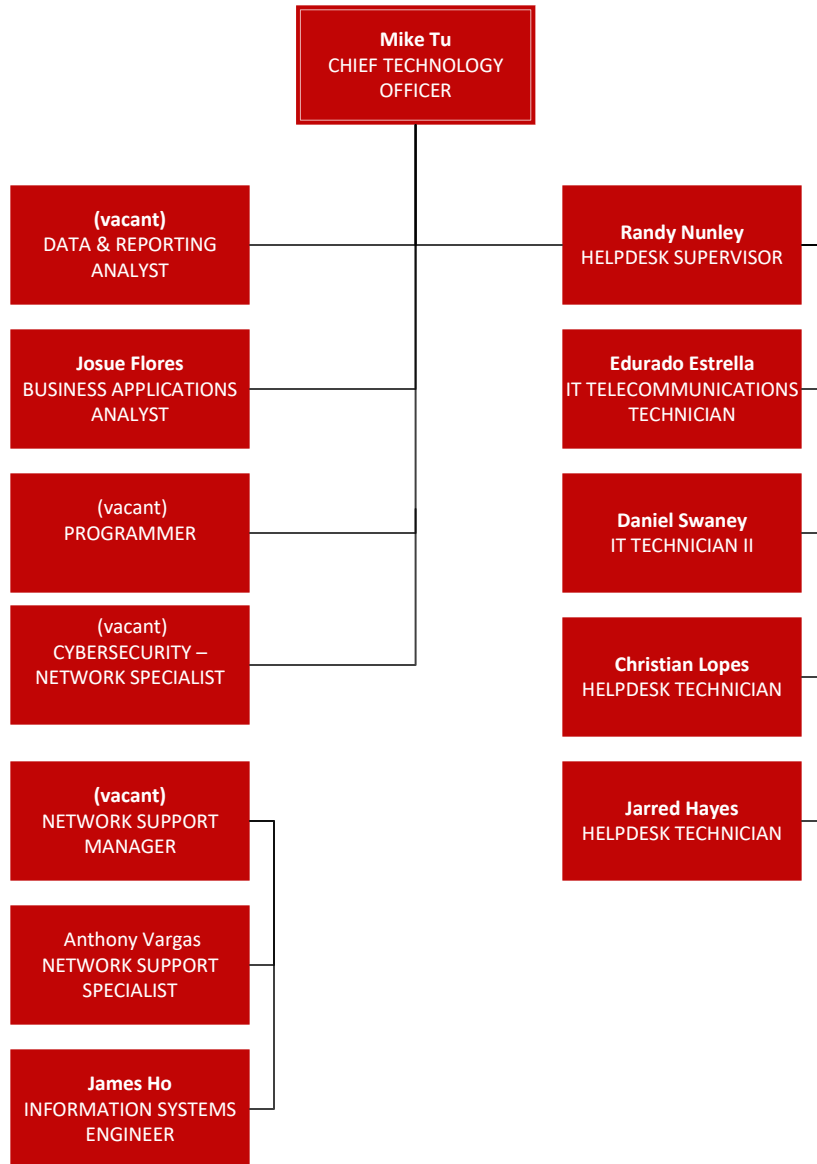 Mike Tu
CHIEF TECHNOLOGY
OFFICER
(vacant)
DATA & REPORTING
ANALYST
Randy Nunley
HELPDESK SUPERVISOR
Josue Flores
BUSINESS APPLICATIONS
ANALYST
Edurado Estrella
IT TELECOMMUNICATIONS
TECHNICIAN
(vacant)
PROGRAMMER
Daniel Swaney
IT TECHNICIAN II
(vacant)
CYBERSECURITY –
NETWORK SPECIALIST
Christian Lopes
HELPDESK TECHNICIAN
(vacant)
NETWORK SUPPORT
MANAGER
Jarred Hayes
HELPDESK TECHNICIAN
Anthony Vargas
NETWORK SUPPORT
SPECIALIST
James Ho
INFORMATION SYSTEMS
ENGINEER